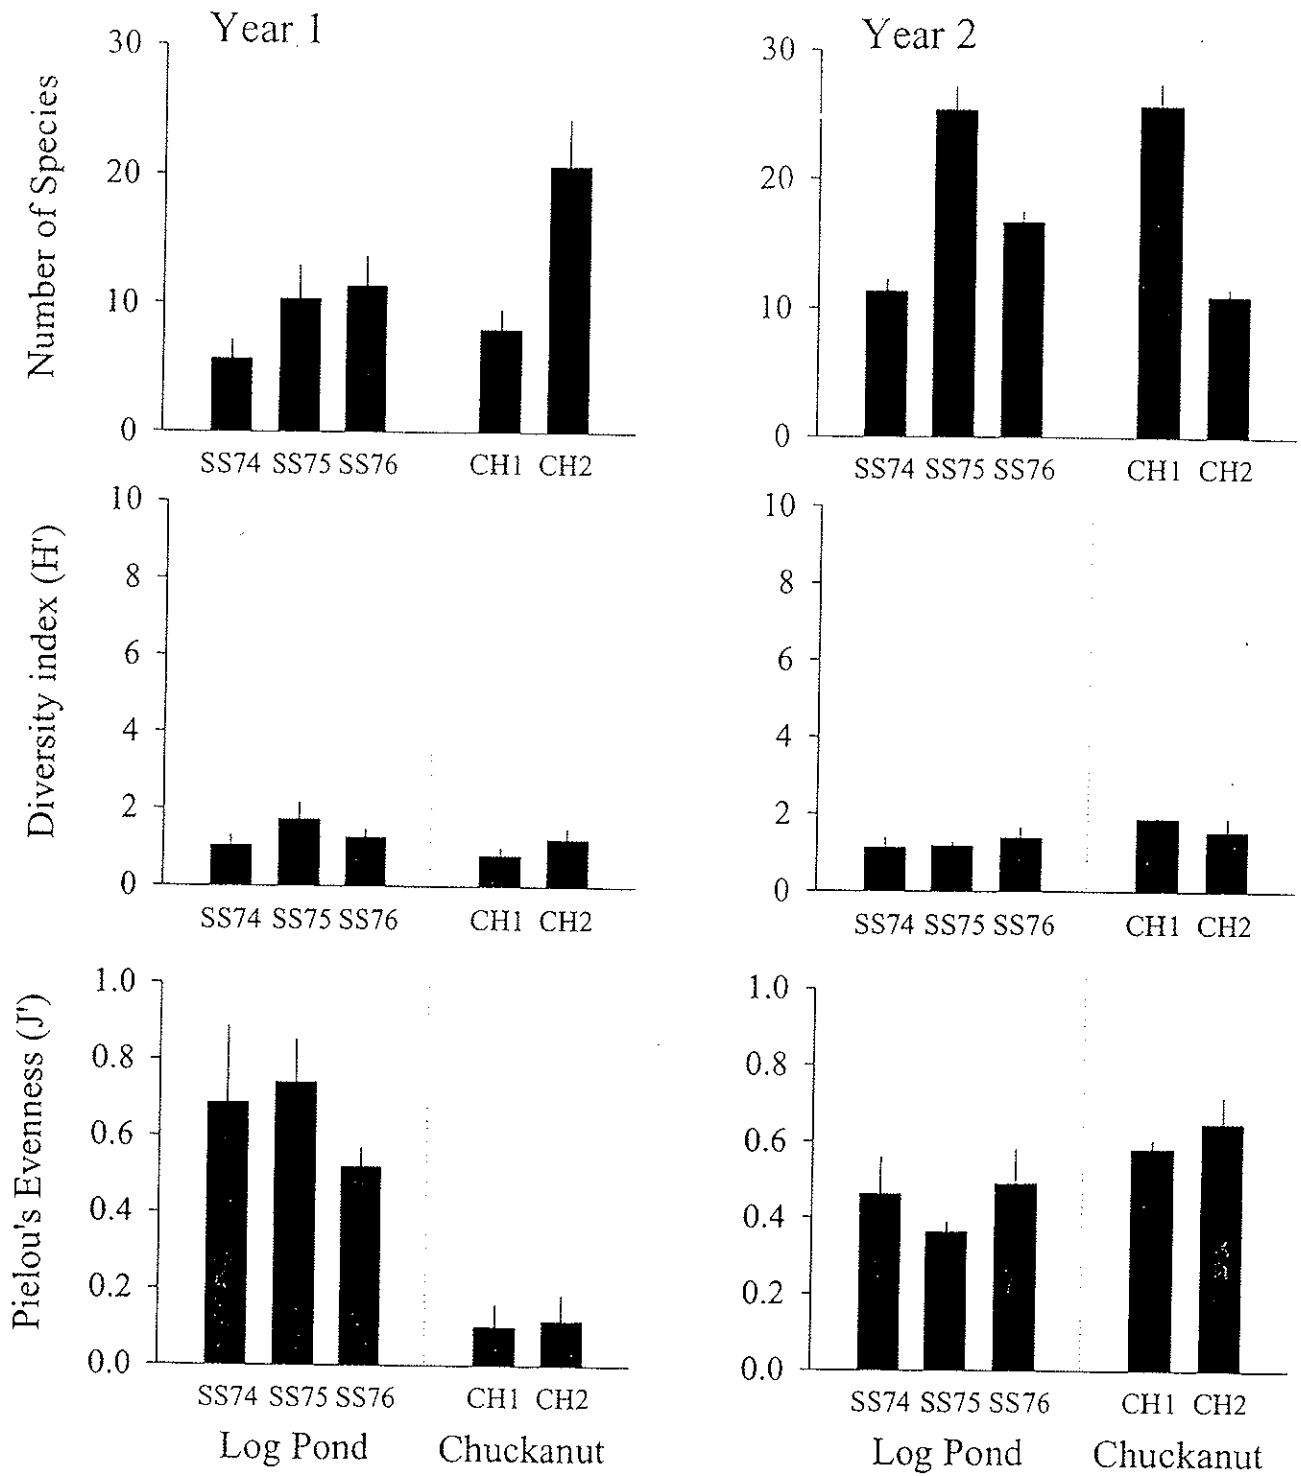 Year 1
Year 2
Number of Species
30
20
10
0
SS74 SS75 SS76 CH1 CH2
30
20
10
0
SS74 SS75 SS76 CH1 CH2
Diversity index (H')
10
8
6
4
2
0
SS74 SS75 SS76 CH1 CH2
10
8
6
4
2
0
SS74 SS75 SS76 CH1 CH2
Pielou's Evenness (J')
1.0
0.8
0.6
0.4
0.2
0.0
SS74 SS75 SS76 CH1 CH2
Log Pond Chuckanut
1.0
0.8
0.6
0.4
0.2
0.0
SS74 SS75 SS76 CH1 CH2
Log Pond Chuckanut